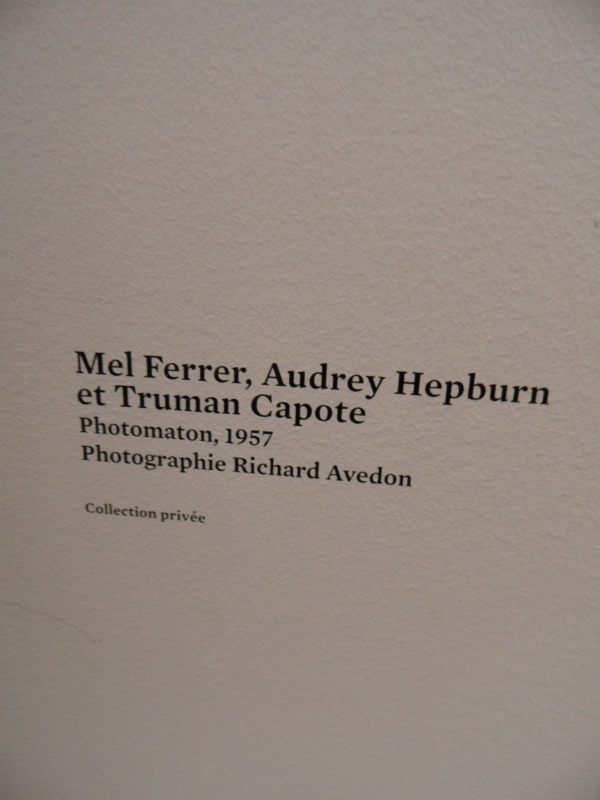 Mel Ferrer, Audrey Hepburn
et Truman Capote
Photomaton, 1957
Photographie Richard Avedon
Collection privée